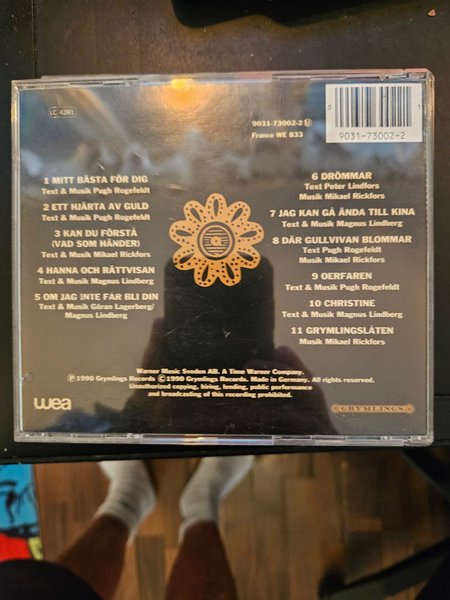 LC 4281
9031-73002-2 U
France WE 833
0 1
9031-73002-2
1 MITT BÄSTA FÖR DIG
Text & Musik Pugh Rogefeldt
2 ETT HJÄRTA AV GULD
Text & Musik Pugh Rogefeldt
3 KAN DU FÖRSTÅ
(VAD SOM HÄNDER)
Text & Musik Mikael Rickfors
4 HANNA OCH RÄTTVISAN
Text & Musik Magnus Lindberg
5 OM JAG INTE FÅR BLI DIN
Text & Musik Göran Lagerberg/
Magnus Lindberg
6 DRÖMMAR
Text Peter Lindfors
Musik Mikael Rickfors
7 JAG KAN GÅ ÄNDA TILL KINA
Text & Musik Magnus Lindberg
8 DÄR GULLVIVAN BLOMMAR
Text Pugh Rogefeldt
Musik Mikael Rickfors
9 OERFAREN
Text & Musik Pugh Rogefeldt
10 CHRISTINE
Text & Musik Magnus Lindberg
11 GRYMLINGSLÅTEN
Musik Mikael Rickfors
Warner Music Sweden AB. A Time Warner Company.
℗ 1990 Grymlings Records ©1990 Grymlings Records. Made in Germany. All rights reserved.
Unauthorized copying, hiring, lending, public performance
and broadcasting of this recording prohibited.
wea
GRYMLINGS